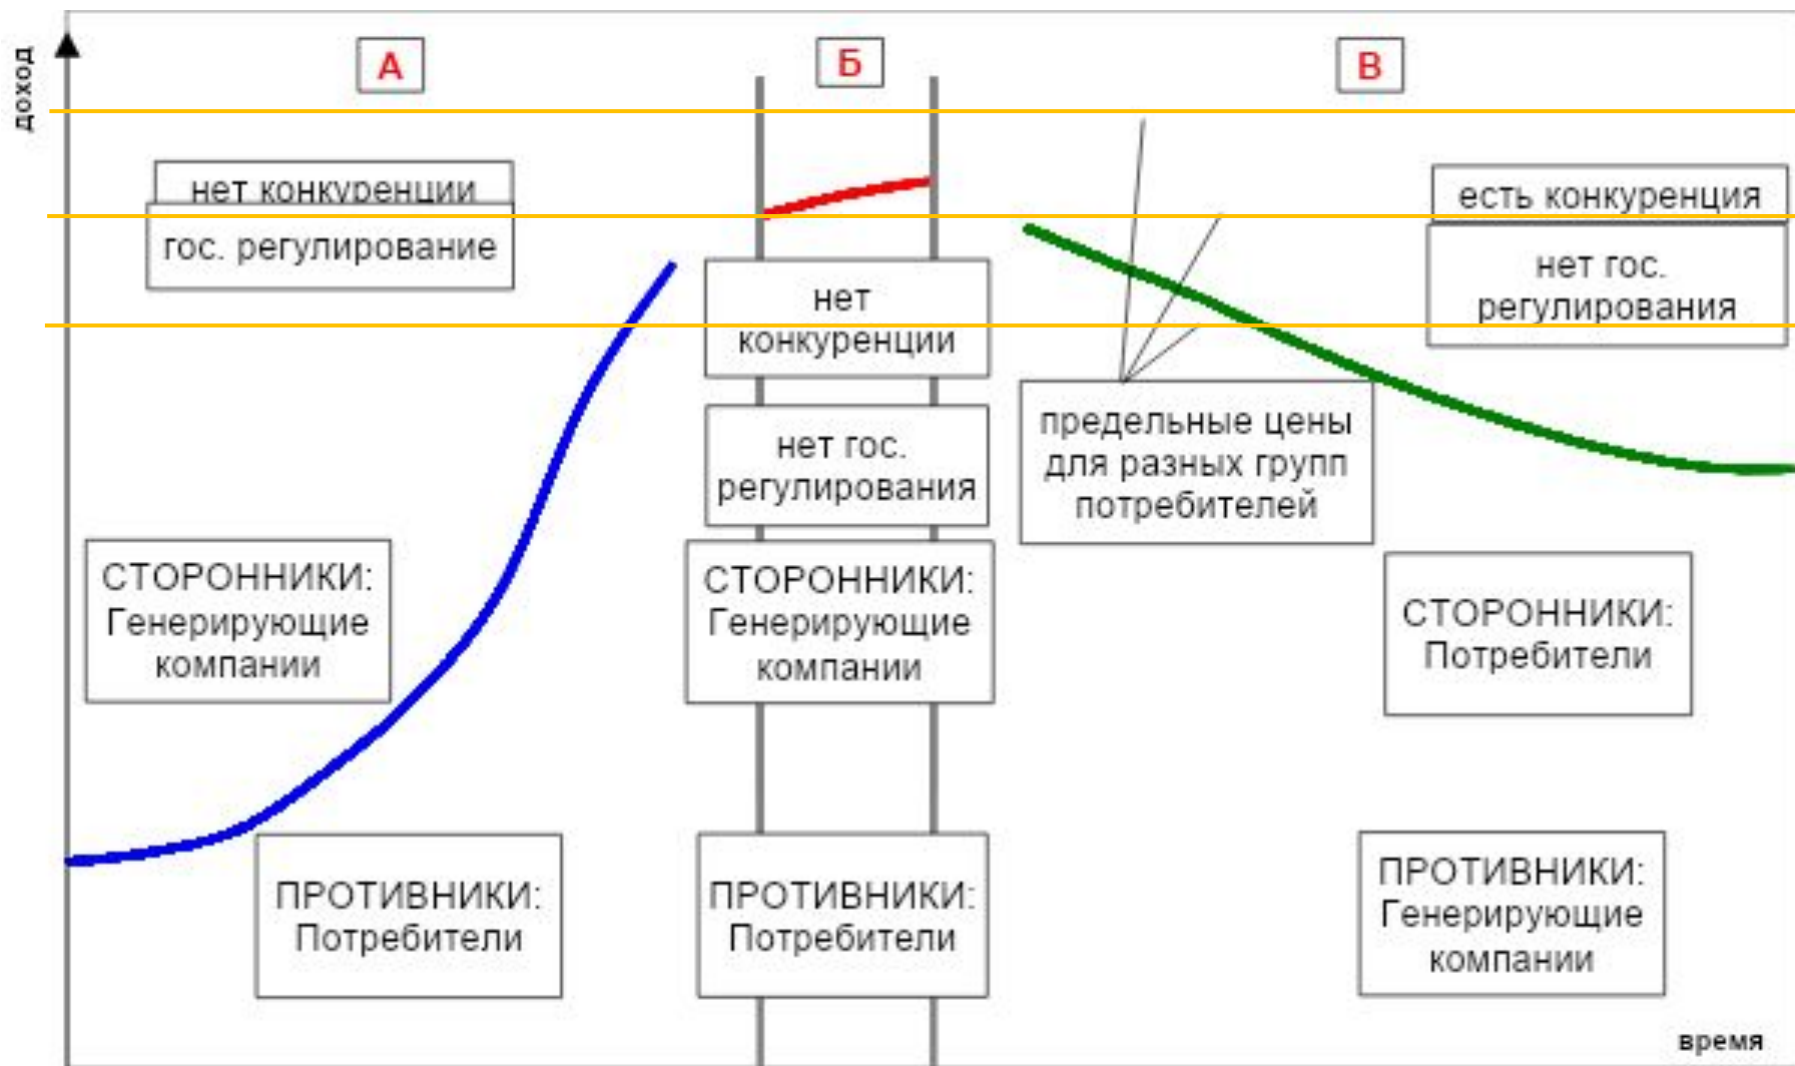 доход
А
Б
В
нет конкуренции
гос. регулирование
нет
конкуренции
нет гос.
регулирования
есть конкуренция
нет гос.
регулирования
предельные цены
для разных групп
потребителей
СТОРОННИКИ:
Генерирующие
компании
СТОРОННИКИ:
Генерирующие
компании
СТОРОННИКИ:
Потребители
ПРОТИВНИКИ:
Потребители
ПРОТИВНИКИ:
Потребители
ПРОТИВНИКИ:
Генерирующие
компании
время